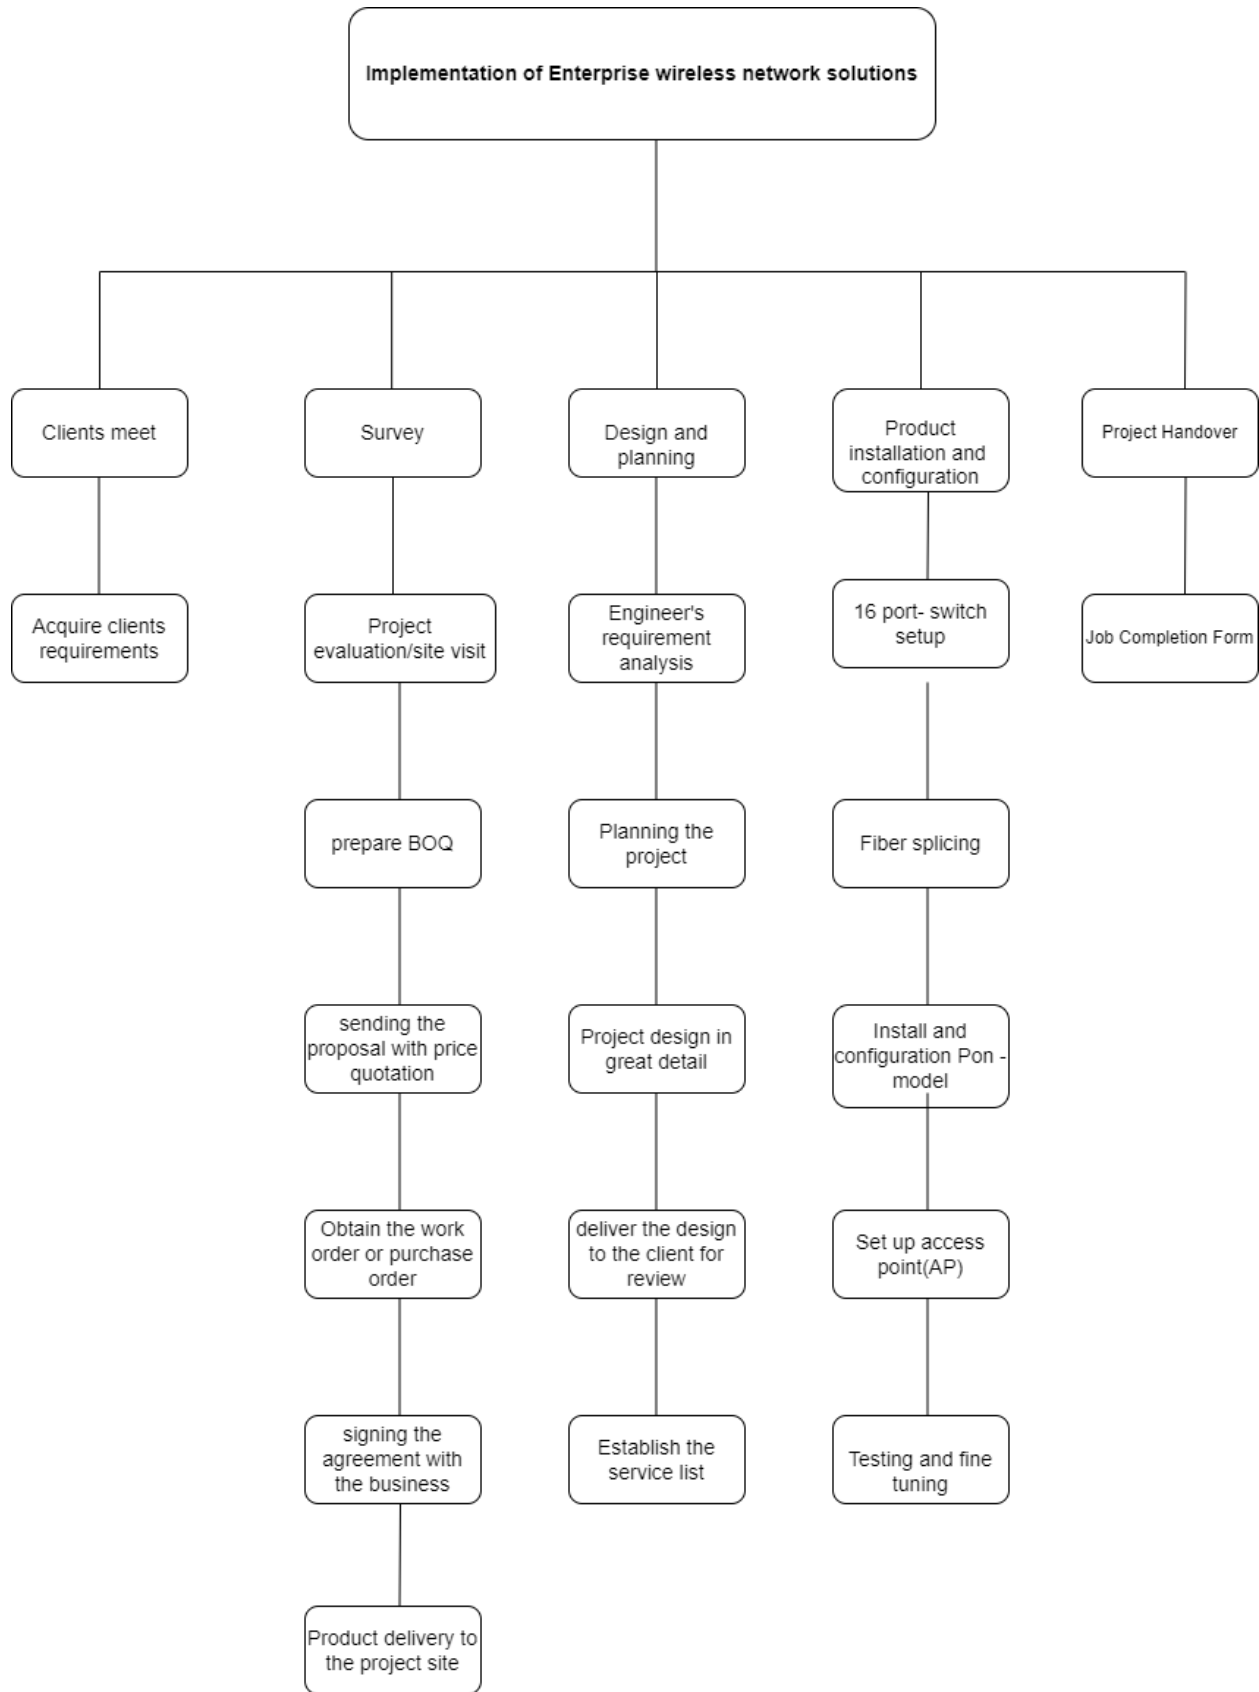 Implementation of Enterprise wireless network solutions
Clients meet
Survey
Design and
planning
Product
installation and
configuration
Project Handover
Acquire clients
requirements
Project
evaluation/site visit
Engineer's
requirement
analysis
16 port- switch
setup
Job Completion Form
prepare BOQ
Planning the
project
Fiber splicing
sending the
proposal with price
quotation
Project design in
great detail
Install and
configuration Pon -
model
Obtain the work
order or purchase
order
deliver the design
to the client for
review
Set up access
point(AP)
signing the
agreement with
the business
Establish the
service list
Testing and fine
tuning
Product delivery to
the project site